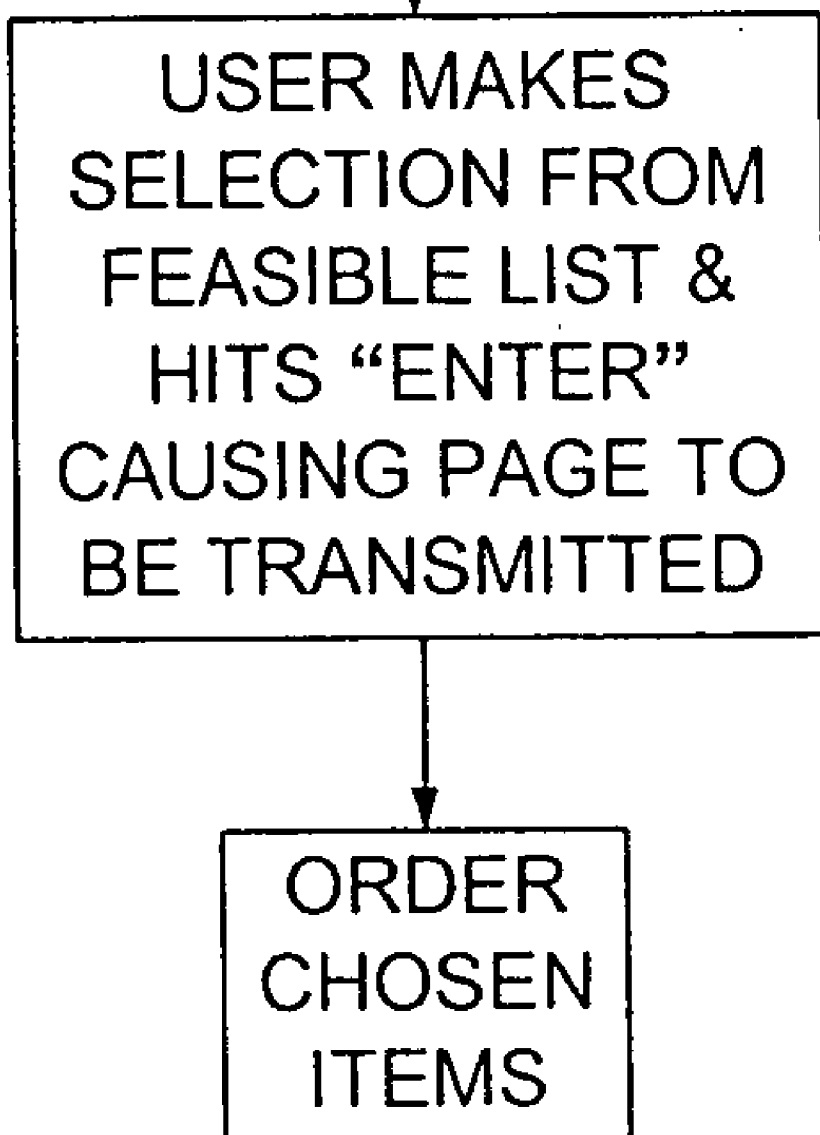 USER MAKES
SELECTION FROM
FEASIBLE LIST &
HITS “ENTER”
CAUSING PAGE TO
BE TRANSMITTED
ORDER
CHOSEN
ITEMS